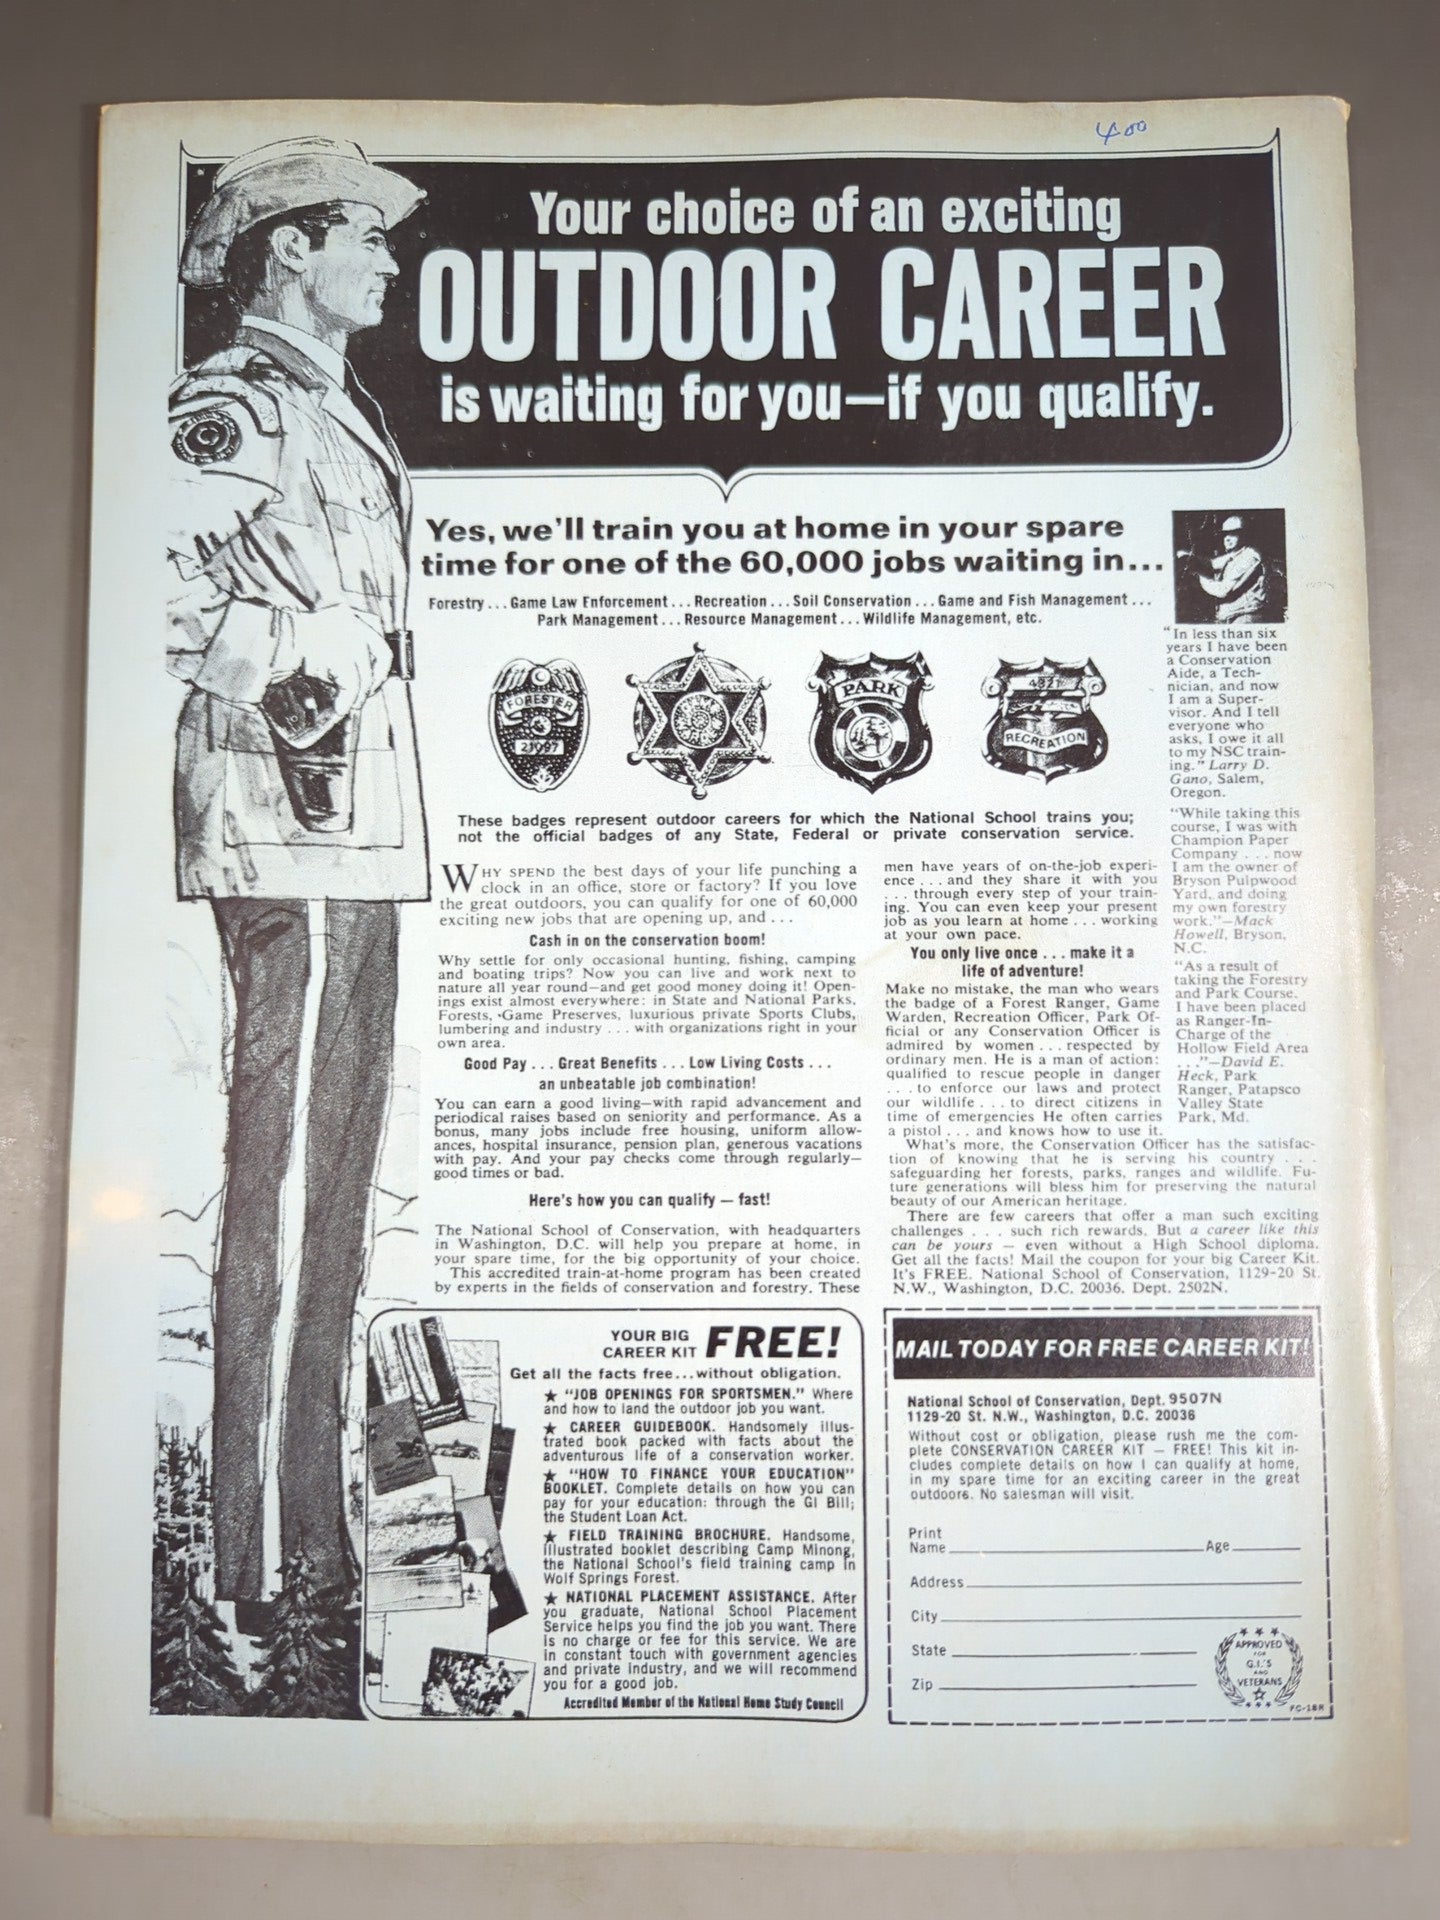 400
Your choice of an exciting
OUTDOOR CAREER
is waiting for you—if you qualify.
Yes, we'll train you at home in your spare
time for one of the 60,000 jobs waiting in...
Forestry ... Game Law Enforcement ... Recreation ... Soil Conservation ... Game and Fish Management ...
Park Management ... Resource Management ... Wildlife Management, etc.
FORESTER
21097
PARK
4321
RECREATION
These badges represent outdoor careers for which the National School trains you;
not the official badges of any State, Federal or private conservation service.
WHY SPEND the best days of your life punching a
clock in an office, store or factory? If you love
the great outdoors, you can qualify for one of 60,000
exciting new jobs that are opening up, and ...
Cash in on the conservation boom!
Why settle for only occasional hunting, fishing, camping
and boating trips? Now you can live and work next to
nature all year round—and get good money doing it! Open-
ings exist almost everywhere: in State and National Parks,
Forests, Game Preserves, luxurious private Sports Clubs,
lumbering and industry ... with organizations right in your
own area.
Good Pay ... Great Benefits ... Low Living Costs ...
an unbeatable job combination!
You can earn a good living—with rapid advancement and
periodical raises based on seniority and performance. As a
bonus, many jobs include free housing, uniform allow-
ances, hospital insurance, pension plan, generous vacations
with pay. And your pay checks come through regularly—
good times or bad.
Here's how you can qualify — fast!
The National School of Conservation, with headquarters
in Washington, D.C. will help you prepare at home, in
your spare time, for the big opportunity of your choice.
This accredited train-at-home program has been created
by experts in the fields of conservation and forestry. These
men have years of on-the-job experi-
ence ... and they share it with you
... through every step of your train-
ing. You can even keep your present
job as you learn at home ... working
at your own pace.
You only live once ... make it a
life of adventure!
Make no mistake, the man who wears
the badge of a Forest Ranger, Game
Warden, Recreation Officer, Park Of-
ficial or any Conservation Officer is
admired by women ... respected by
ordinary men. He is a man of action:
qualified to rescue people in danger
... to enforce our laws and protect
our wildlife ... to direct citizens in
time of emergencies He often carries
a pistol ... and knows how to use it.
What's more, the Conservation Officer has the satisfac-
tion of knowing that he is serving his country . . .
safeguarding her forests, parks, ranges and wildlife. Fu-
ture generations will bless him for preserving the natural
beauty of our American heritage.
There are few careers that offer a man such exciting
challenges . . . such rich rewards. But a career like this
can be yours — even without a High School diploma.
Get all the facts! Mail the coupon for your big Career Kit.
It's FREE. National School of Conservation, 1129-20 St.
N.W., Washington, D.C. 20036. Dept. 2502N.
"In less than six
years I have been
a Conservation
Aide, a Tech-
nician, and now
I am a Super-
visor. And I tell
everyone who
asks, I owe it all
to my NSC train-
ing." Larry D.
Gano, Salem,
Oregon.
"While taking this
course, I was with
Champion Paper
Company ... now
I am the owner of
Bryson Pulpwood
Yard, and doing
my own forestry
work."—Mack
Howell, Bryson,
N.C.
"As a result of
taking the Forestry
and Park Course.
I have been placed
as Ranger-In-
Charge of the
Hollow Field Area
..."—David E.
Heck, Park
Ranger, Patapsco
Valley State
Park, Md.
YOUR BIG
CAREER KIT FREE!
Get all the facts free...without obligation.
★ "JOB OPENINGS FOR SPORTSMEN." Where
and how to land the outdoor job you want.
★ CAREER GUIDEBOOK. Handsomely illus-
trated book packed with facts about the
adventurous life of a conservation worker.
★ "HOW TO FINANCE YOUR EDUCATION"
BOOKLET. Complete details on how you can
pay for your education: through the GI Bill;
the Student Loan Act.
★ FIELD TRAINING BROCHURE. Handsome,
illustrated booklet describing Camp Minong,
the National School's field training camp in
Wolf Springs Forest.
★ NATIONAL PLACEMENT ASSISTANCE. After
you graduate, National School Placement
Service helps you find the job you want. There
is no charge or fee for this service. We are
in constant touch with government agencies
and private industry, and we will recommend
you for a good job.
Accredited Member of the National Home Study Council
MAIL TODAY FOR FREE CAREER KIT!
National School of Conservation, Dept. 9507N
1129-20 St. N.W., Washington, D.C. 20036
Without cost or obligation, please rush me the com-
plete CONSERVATION CAREER KIT — FREE! This kit in-
cludes complete details on how I can qualify at home,
in my spare time for an exciting career in the great
outdoors. No salesman will visit.
Print
Name Age
Address
City
State
Zip
APPROVED
FOR
G.I.'S
AND
VETERANS
FC-18R